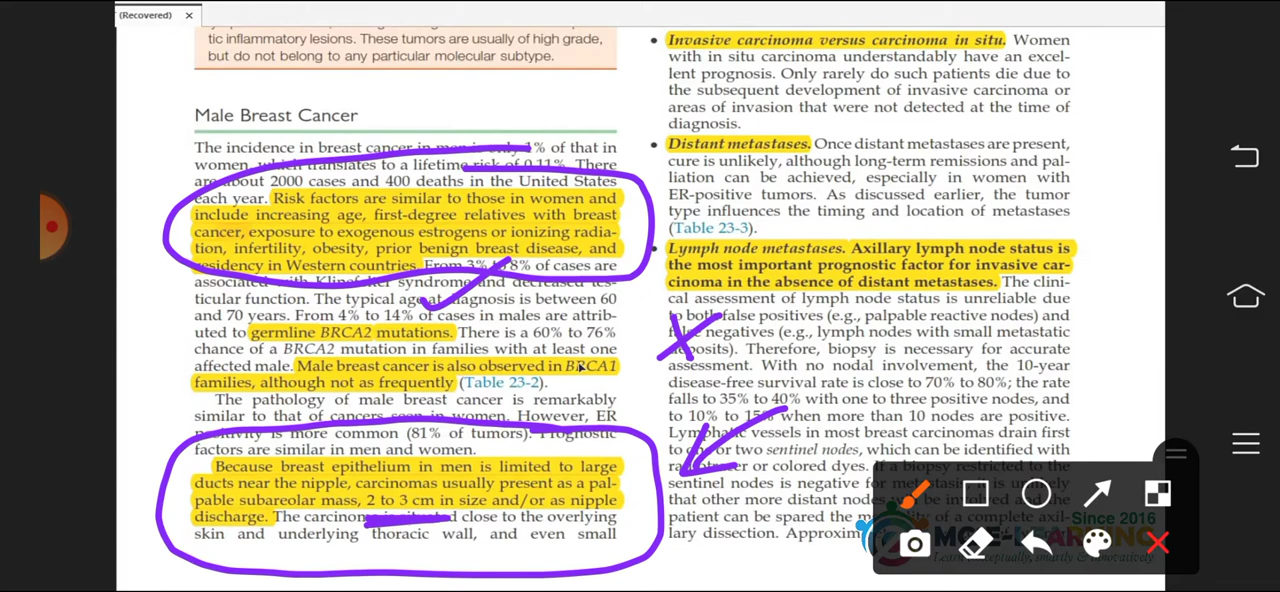 (Recovered)
tic inflammatory lesions. These tumors are usually of high grade,
but do not belong to any particular molecular subtype.
Male Breast Cancer
The incidence in breast cancer in men is only 1% of that in
women, which translates to a lifetime risk of 0.11%. There
are about 2000 cases and 400 deaths in the United States
each year. Risk factors are similar to those in women and
include increasing age, first-degree relatives with breast
cancer, exposure to exogenous estrogens or ionizing radia-
tion, infertility, obesity, prior benign breast disease, and
residency in Western countries. From 3% to 8% of cases are
associated with Klinefelter syndrome and decreased tes-
ticular function. The typical age at diagnosis is between 60
and 70 years. From 4% to 14% of cases in males are attrib-
uted to germline BRCA2 mutations. There is a 60% to 76%
chance of a BRCA2 mutation in families with at least one
affected male. Male breast cancer is also observed in BRCA1
families, although not as frequently (Table 23-2).
The pathology of male breast cancer is remarkably
similar to that of cancers seen in women. However, ER
positivity is more common (81% of tumors). Prognostic
factors are similar in men and women.
Because breast epithelium in men is limited to large
ducts near the nipple, carcinomas usually present as a pal-
pable subareolar mass, 2 to 3 cm in size and/or as nipple
discharge. The carcinoma is situated close to the overlying
skin and underlying thoracic wall, and even small
• Invasive carcinoma versus carcinoma in situ. Women
with in situ carcinoma understandably have an excel-
lent prognosis. Only rarely do such patients die due to
the subsequent development of invasive carcinoma or
areas of invasion that were not detected at the time of
diagnosis.
• Distant metastases. Once distant metastases are present,
cure is unlikely, although long-term remissions and pal-
liation can be achieved, especially in women with
ER-positive tumors. As discussed earlier, the tumor
type influences the timing and location of metastases
(Table 23-3).
• Lymph node metastases. Axillary lymph node status is
the most important prognostic factor for invasive car-
cinoma in the absence of distant metastases. The clini-
cal assessment of lymph node status is unreliable due
to both false positives (e.g., palpable reactive nodes) and
false negatives (e.g., lymph nodes with small metastatic
deposits). Therefore, biopsy is necessary for accurate
assessment. With no nodal involvement, the 10-year
disease-free survival rate is close to 70% to 80%; the rate
falls to 35% to 40% with one to three positive nodes, and
to 10% to 15% when more than 10 nodes are positive.
Lymphatic vessels in most breast carcinomas drain first
to one or two sentinel nodes, which can be identified with
radiotracer or colored dyes. If a biopsy restricted to the
sentinel nodes is negative for metastasis, it is unlikely
that other more distant nodes will be involved and the
patient can be spared the morbidity of a complete axil-
lary dissection. Approxim
Since 2016
Learn conceptually, smartly & innovatively